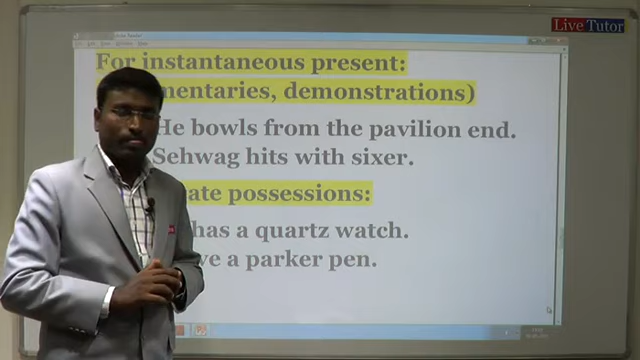 Live Tutor
For instantaneous present:
mentaries, demonstrations)
He bowls from the pavilion end.
Sehwag hits with sixer.
ate possessions:
has a quartz watch.
ve a parker pen.